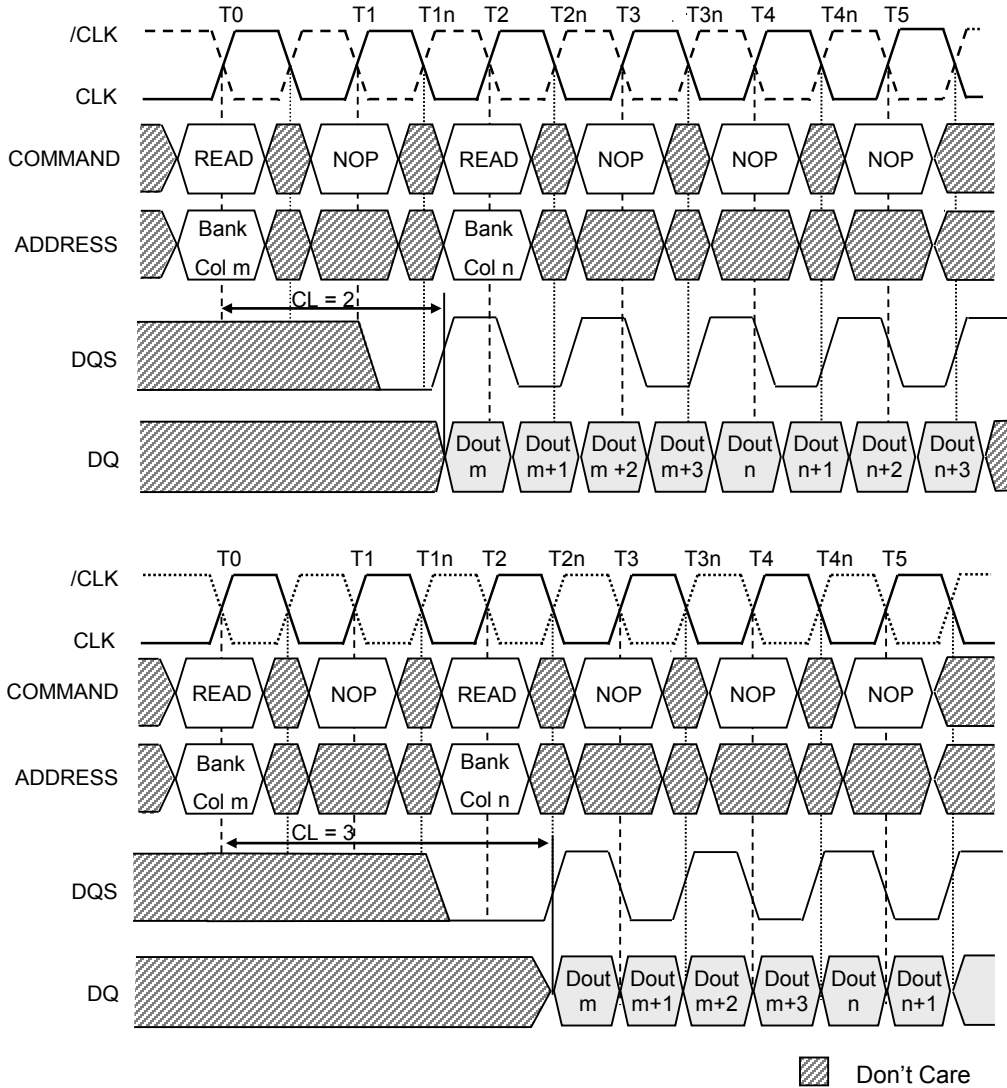 T0 T1 T1n T2 T2n T3 T3n T4 T4n T5
/CLK
CLK
COMMAND READ NOP READ NOP NOP NOP
ADDRESS Bank Col m Bank Col n
CL = 2
DQS
DQ Dout m Dout m+1 Dout m +2 Dout m+3 Dout n Dout n+1 Dout n+2 Dout n+3
T0 T1 T1n T2 T2n T3 T3n T4 T4n T5
/CLK
CLK
COMMAND READ NOP READ NOP NOP NOP
ADDRESS Bank Col m Bank Col n
CL = 3
DQS
DQ Dout m Dout m+1 Dout m+2 Dout m+3 Dout n Dout n+1
Don't Care